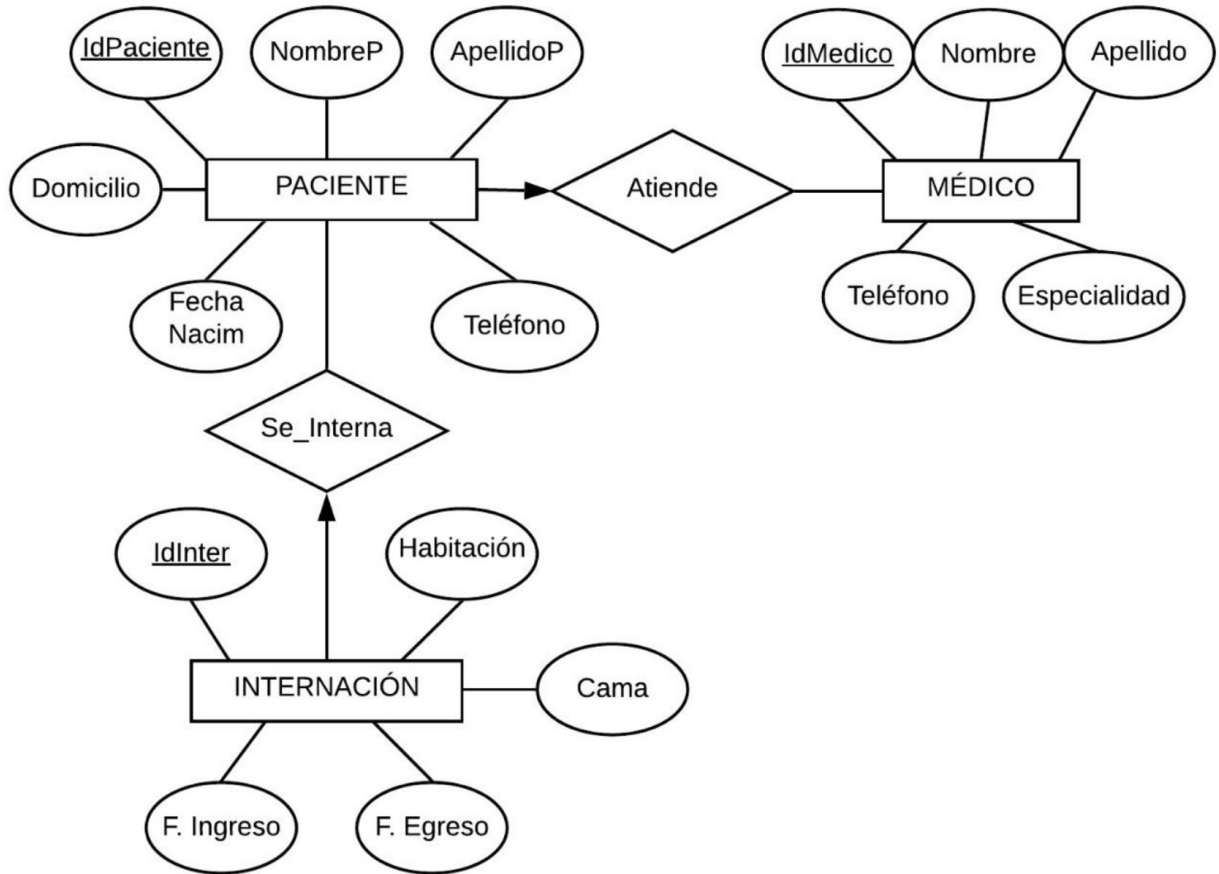 IdPaciente
NombreP
ApellidoP
IdMedico
Nombre
Apellido
Domicilio
PACIENTE
Atiende
MÉDICO
Fecha
Nacim
Teléfono
Teléfono
Especialidad
Se_Interna
IdInter
Habitación
INTERNACIÓN
Cama
F. Ingreso
F. Egreso